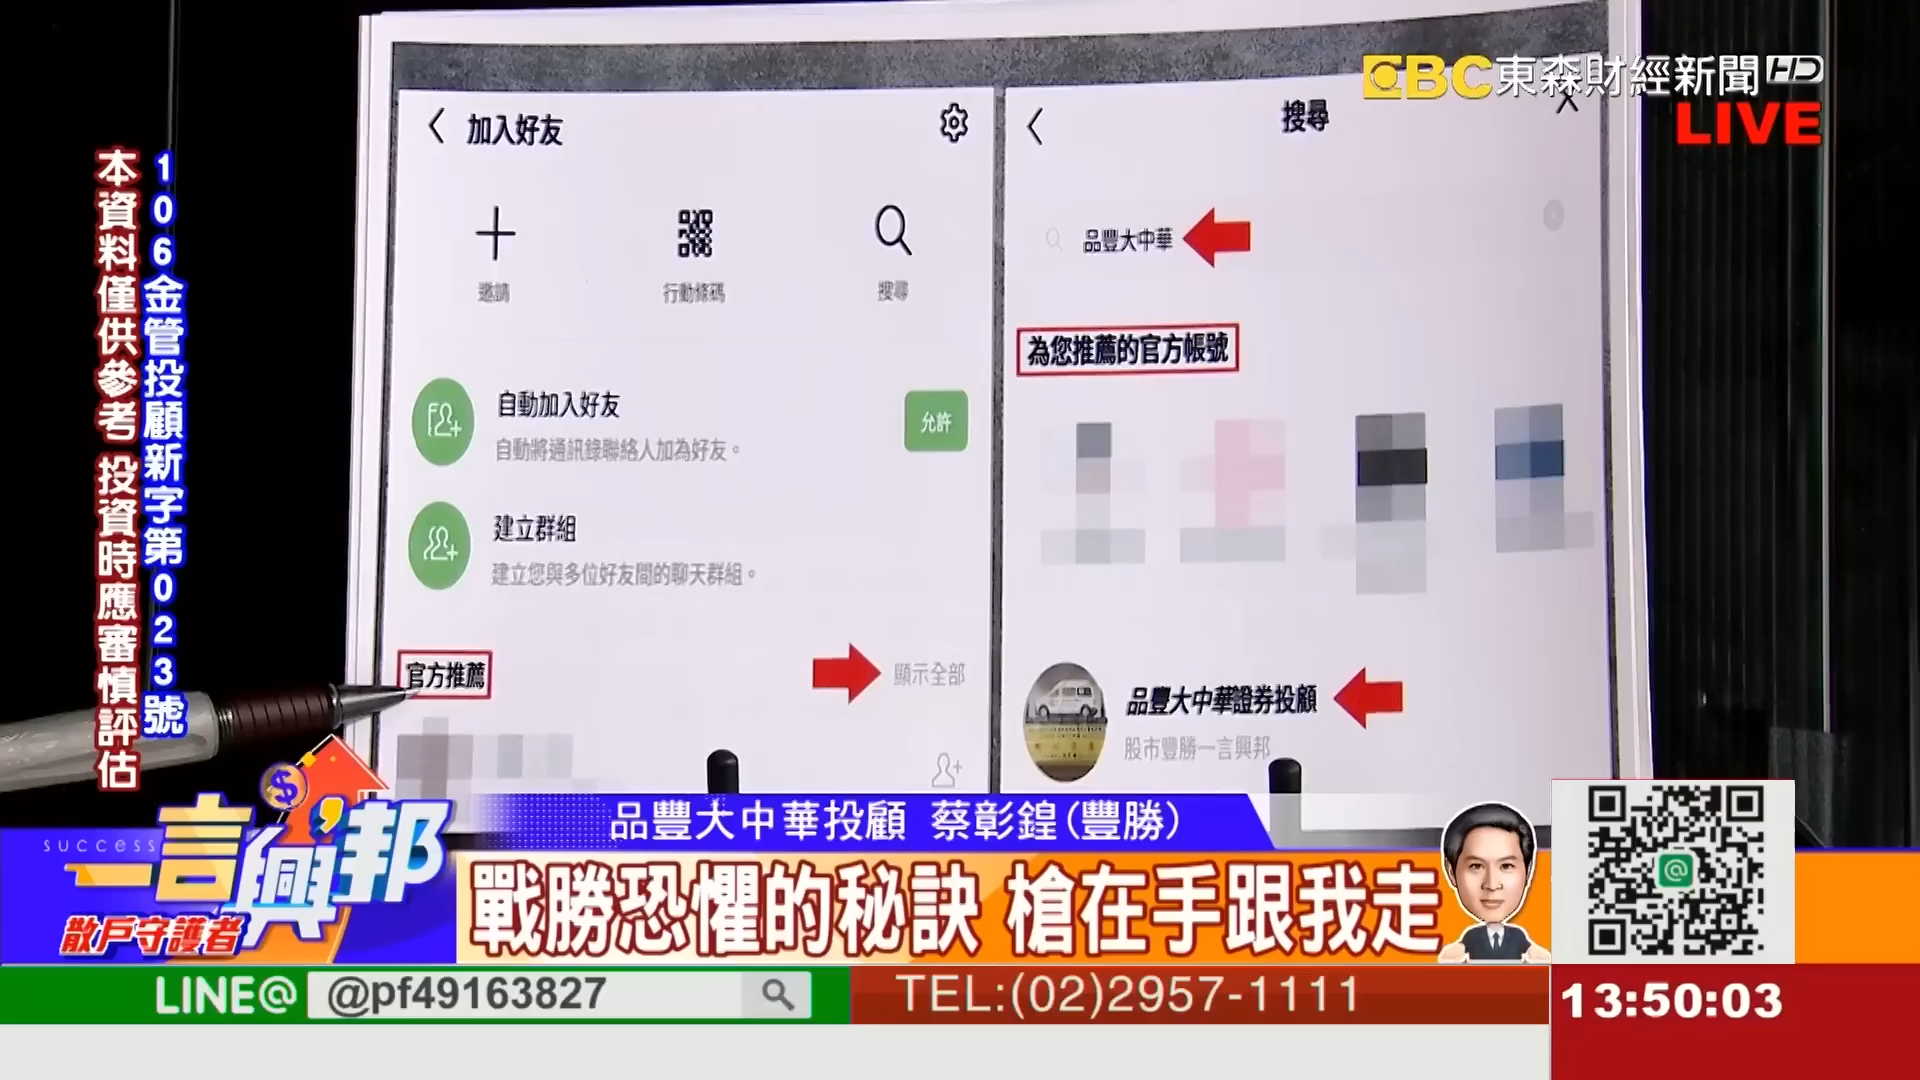 東森財經新聞HD
LIVE
106金管投顧新字第023號
本資料僅供參考 投資時應審慎評估
加入好友
邀請
行動條碼
搜尋
自動加入好友
自動將通訊錄聯絡人加為好友。
允許
建立群組
建立您與多位好友間的聊天群組。
官方推薦
顯示全部
搜尋
品豐大中華
為您推薦的官方帳號
品豐大中華證券投顧
股市豐勝一言興邦
品豐大中華投顧 蔡彰鍠(豐勝)
success
一言興邦
散戶守護者
戰勝恐懼的秘訣 槍在手跟我走
LINE@ @pf49163827
TEL:(02)2957-1111
13:50:03